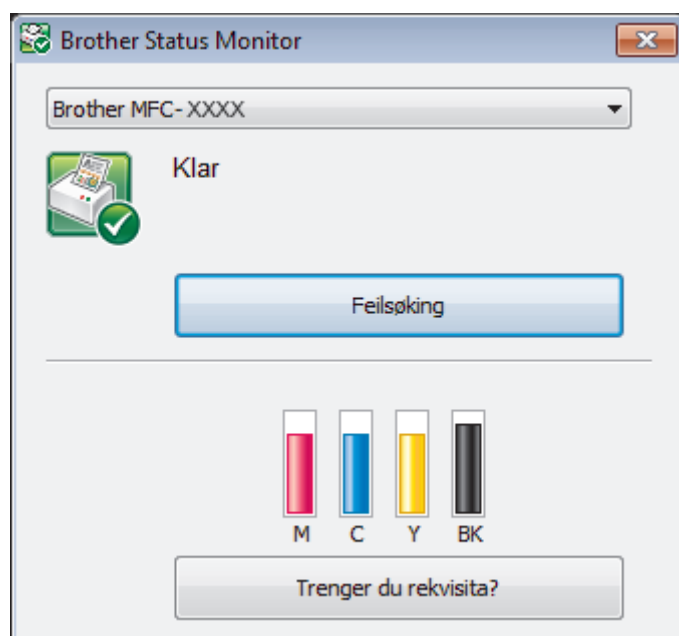 Brother Status Monitor
Brother MFC- XXXX
Klar
Feilsøking
M C Y BK
Trenger du rekvisita?